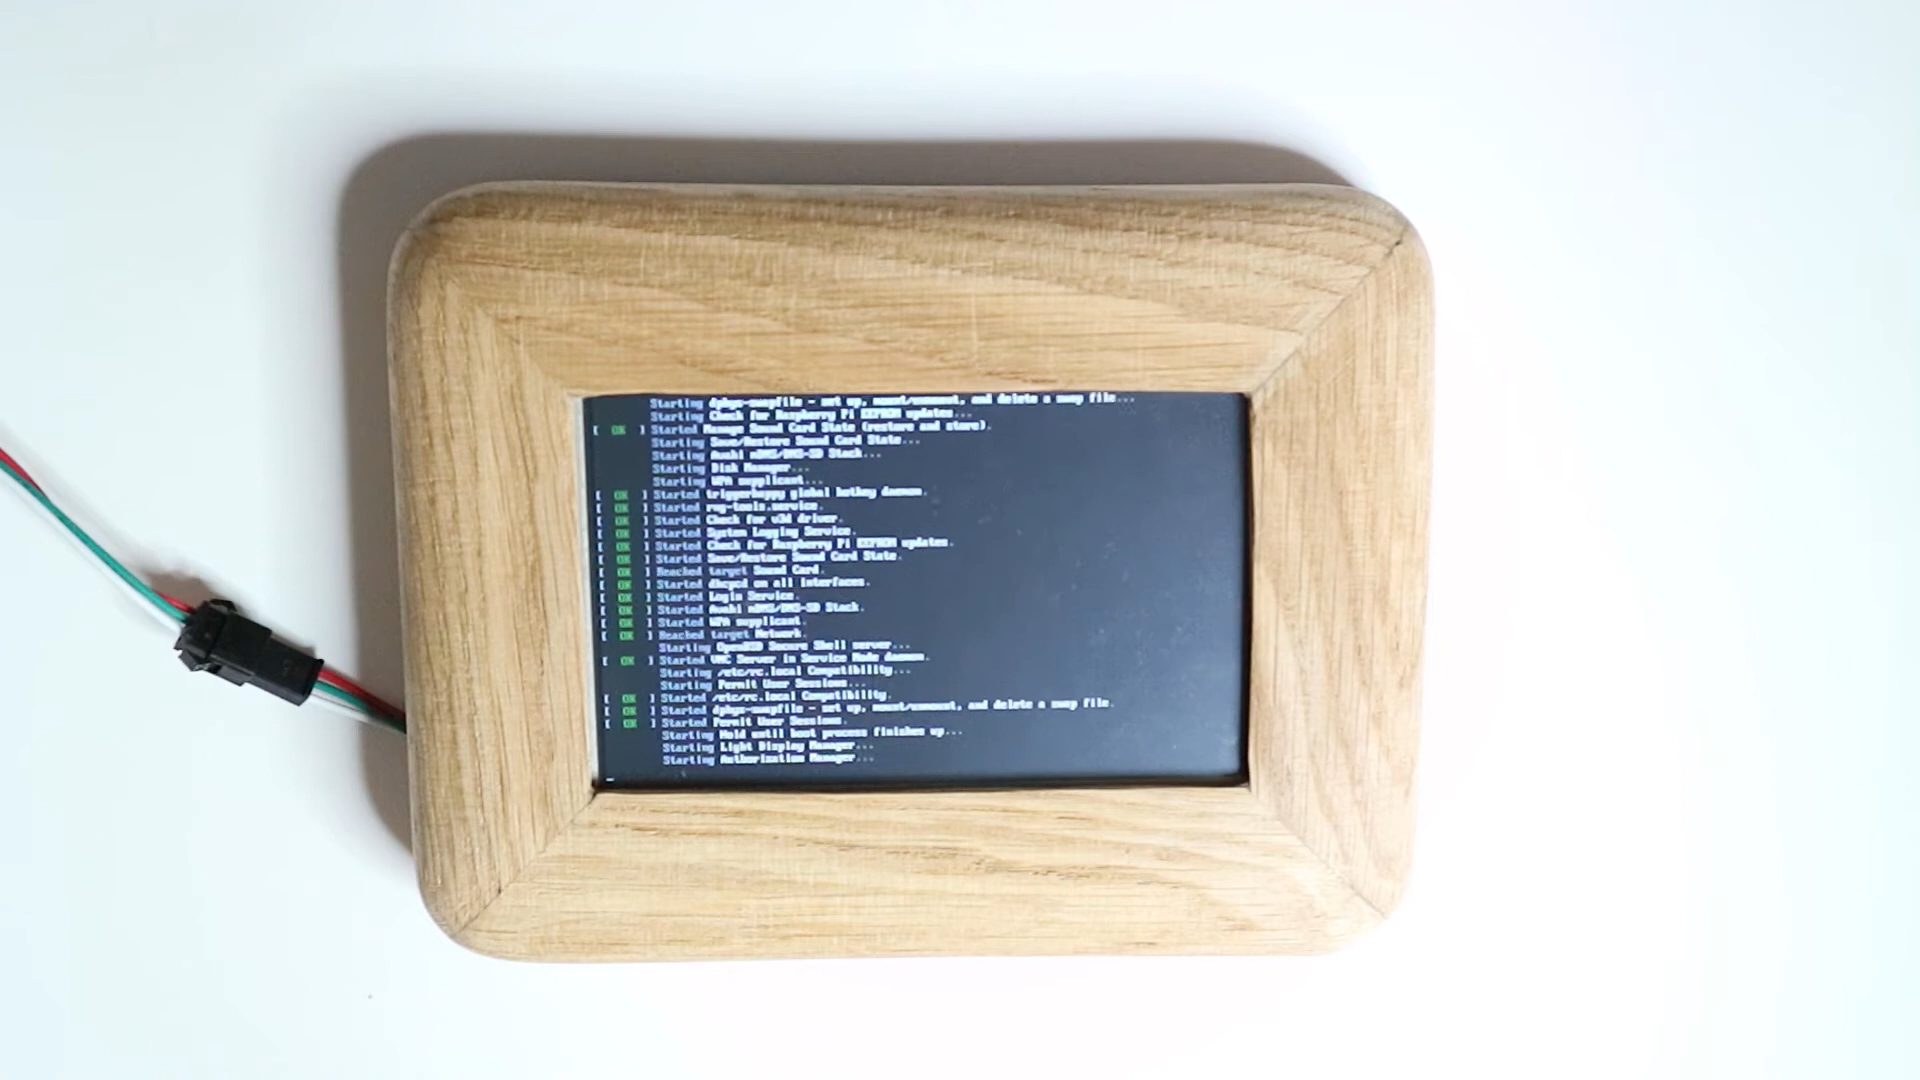 Starting dphys-swapfile - set up, mount/unmount, and delete a swap file...
Starting Check for Raspberry Pi EEPROM updates...
[ OK ] Started Manage Sound Card State (restore and store).
Starting Save/Restore Sound Card State...
Starting Avahi mDNS/DNS-SD Stack...
Starting Disk Manager...
Starting WPA supplicant...
[ OK ] Started triggerhappy global hotkey daemon.
[ OK ] Started rng-tools.service.
[ OK ] Started Check for v3d driver.
[ OK ] Started System Logging Service.
[ OK ] Started Check for Raspberry Pi EEPROM updates.
[ OK ] Started Save/Restore Sound Card State.
[ OK ] Reached target Sound Card.
[ OK ] Started dhcpcd on all interfaces.
[ OK ] Started Login Service.
[ OK ] Started Avahi mDNS/DNS-SD Stack.
[ OK ] Started WPA supplicant.
[ OK ] Reached target Network.
Starting OpenBSD Secure Shell server...
[ OK ] Started VNC Server in Service Mode daemon.
Starting /etc/rc.local Compatibility...
Starting Permit User Sessions...
[ OK ] Started /etc/rc.local Compatibility.
[ OK ] Started dphys-swapfile - set up, mount/unmount, and delete a swap file.
[ OK ] Started Permit User Sessions.
Starting Hold until boot process finishes up...
Starting Light Display Manager...
Starting Authorization Manager...